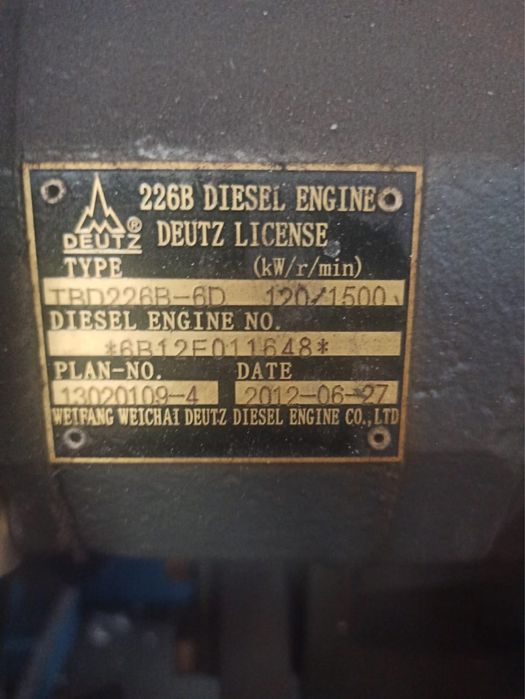 226B DIESEL ENGINE
DEUTZ® DEUTZ LICENSE
TYPE (kW/r/min)
TBD226B-6D 120/1500
DIESEL ENGINE NO.
*6B12F011648*
PLAN-NO. DATE
13020109-4 2012-06-27
WEIFANG WEICHAI DEUTZ DIESEL ENGINE CO.,LTD